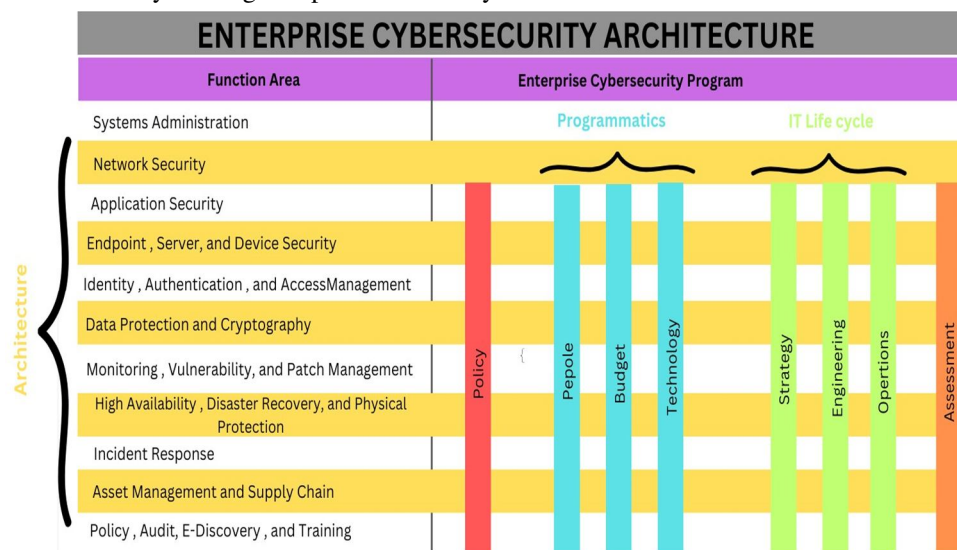 ENTERPRISE CYBERSECURITY ARCHITECTURE
Function Area
Enterprise Cybersecurity Program
Systems Administration
Programmatics
IT Life cycle
Network Security
Application Security
Endpoint , Server, and Device Security
Identity , Authentication , and AccessManagement
Data Protection and Cryptography
Monitoring , Vulnerability, and Patch Management
High Availability , Disaster Recovery, and Physical
Protection
Incident Response
Asset Management and Supply Chain
Policy , Audit, E-Discovery , and Training
Architecture
Policy
Pepole
Budget
Technology
Strategy
Engineering
Opertions
Assessment